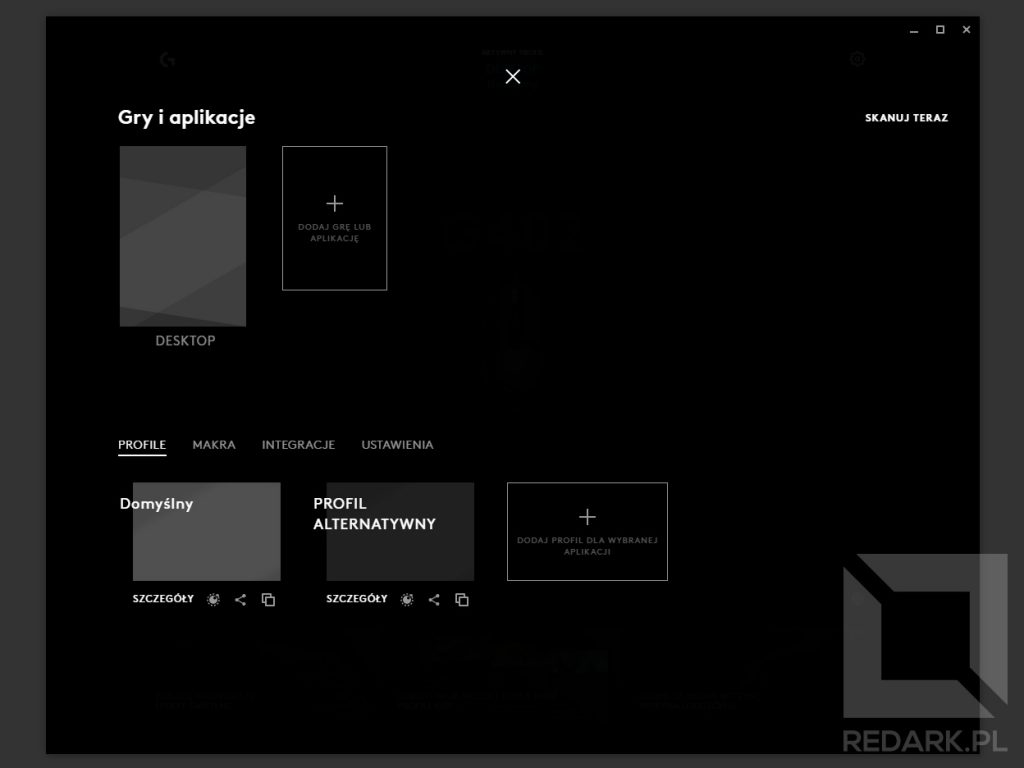 Gry i aplikacje
SKANUJ TERAZ
DODAJ GRĘ LUB
APLIKACJĘ
DESKTOP
PROFILE MAKRA INTEGRACJE USTAWIENIA
Domyślny
PROFIL
ALTERNATYWNY
DODAJ PROFIL DLA WYBRANEJ
APLIKACJI
SZCZEGÓŁY
SZCZEGÓŁY
REDARK.PL